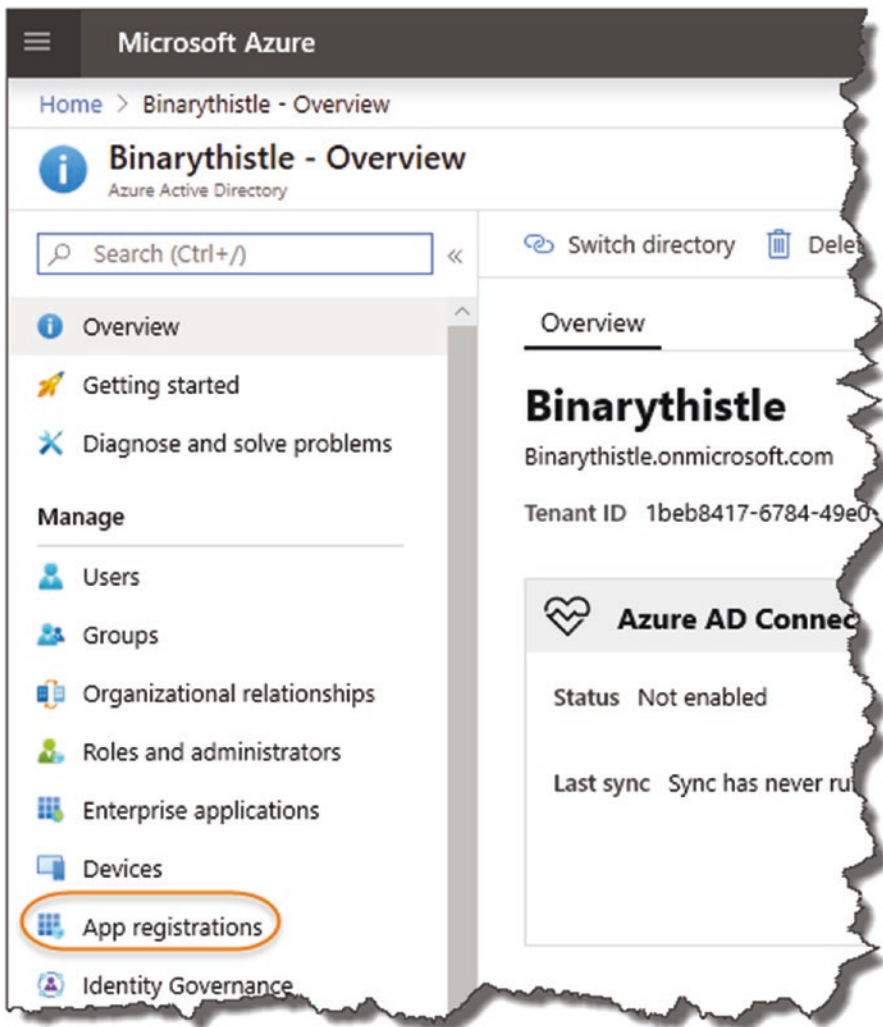 Microsoft Azure
Home > Binarythistle - Overview
Binarythistle - Overview
Azure Active Directory
Search (Ctrl+/)
«
Overview
Getting started
Diagnose and solve problems
Manage
Users
Groups
Organizational relationships
Roles and administrators
Enterprise applications
Devices
App registrations
Identity Governance
Switch directory Delet
Overview
Binarythistle
Binarythistle.onmicrosoft.com
Tenant ID 1beb8417-6784-49e0-
Azure AD Connec
Status Not enabled
Last sync Sync has never ru